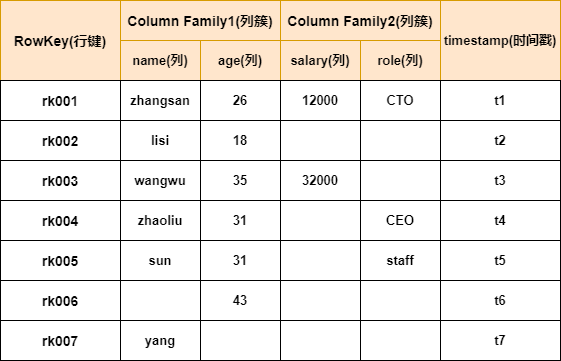 RowKey(行键) Column Family1(列簇) Column Family2(列簇) timestamp(时间戳)
name(列) age(列) salary(列) role(列)
rk001 zhangsan 26 12000 CTO t1
rk002 lisi 18 t2
rk003 wangwu 35 32000 t3
rk004 zhaoliu 31 CEO t4
rk005 sun 31 staff t5
rk006 43 t6
rk007 yang t7